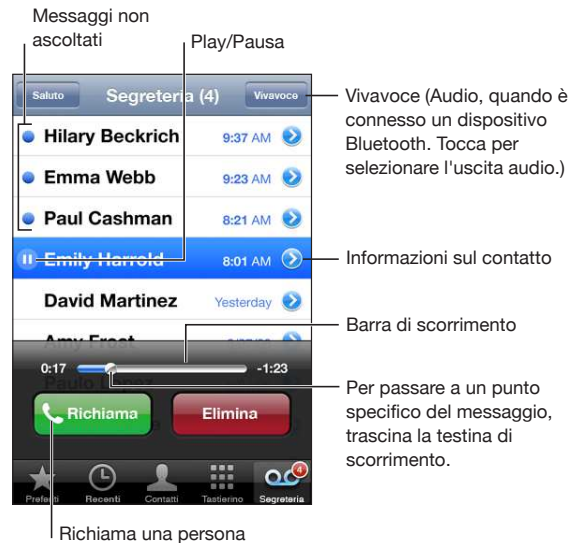 Messaggi non
ascoltati
Play/Pausa
Saluto Segreteria (4) Vivavoce
Vivavoce (Audio, quando è
connesso un dispositivo
Bluetooth. Tocca per
selezionare l'uscita audio.)
Hilary Beckrich 9:37 AM
Emma Webb 9:23 AM
Paul Cashman 8:21 AM
Emily Harrold 8:01 AM
Informazioni sul contatto
David Martinez Yesterday
Amy Frost
Barra di scorrimento
0:17 -1:23
Paulo Lopez
Per passare a un punto
specifico del messaggio,
trascina la testina di
scorrimento.
Richiama Elimina
4
Preferiti Recenti Contatti Tastierino Segreteria
Richiama una persona